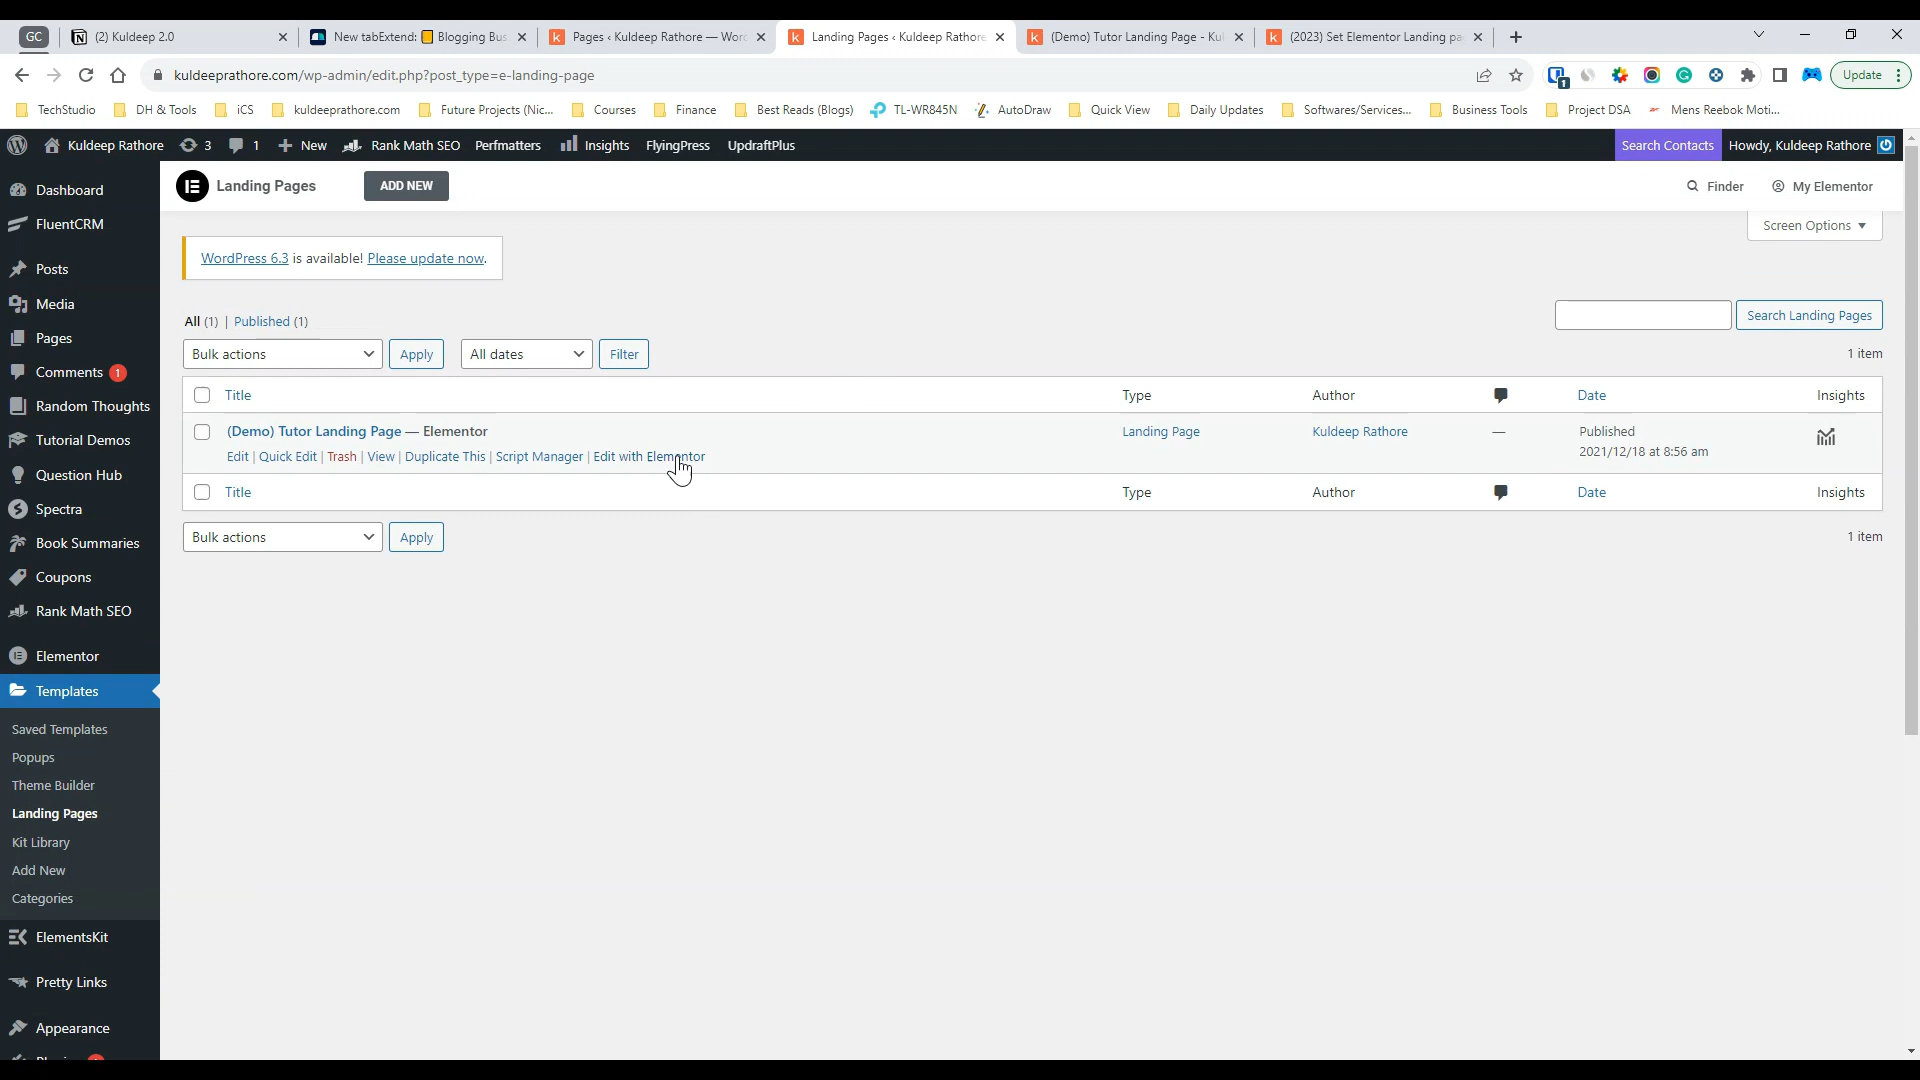 GC
(2) Kuldeep 2.0
New tabExtend: Blogging Bus
Pages ‹ Kuldeep Rathore — Wor
Landing Pages ‹ Kuldeep Rathore
(Demo) Tutor Landing Page - Kul
(2023) Set Elementor Landing pa
kuldeeprathore.com/wp-admin/edit.php?post_type=e-landing-page
1
Update
TechStudio
DH & Tools
iCS
kuldeeprathore.com
Future Projects (Nic...
Courses
Finance
Best Reads (Blogs)
TL-WR845N
AutoDraw
Quick View
Daily Updates
Softwares/Services...
Business Tools
Project DSA
Mens Reebok Moti...
Kuldeep Rathore
3
1
New
Rank Math SEO
Perfmatters
Insights
FlyingPress
UpdraftPlus
Search Contacts
Howdy, Kuldeep Rathore
Dashboard
FluentCRM
Posts
Media
Pages
Comments 1
Random Thoughts
Tutorial Demos
Question Hub
Spectra
Book Summaries
Coupons
Rank Math SEO
Elementor
Templates
Saved Templates
Popups
Theme Builder
Landing Pages
Kit Library
Add New
Categories
ElementsKit
Pretty Links
Appearance
Landing Pages
ADD NEW
Finder
My Elementor
Screen Options
WordPress 6.3 is available! Please update now.
All (1) | Published (1)
Search Landing Pages
Bulk actions
Apply
All dates
Filter
1 item
Title
Type
Author
Date
Insights
(Demo) Tutor Landing Page — Elementor
Edit | Quick Edit | Trash | View | Duplicate This | Script Manager | Edit with Elementor
Landing Page
Kuldeep Rathore
—
Published
2021/12/18 at 8:56 am
Title
Type
Author
Date
Insights
Bulk actions
Apply
1 item